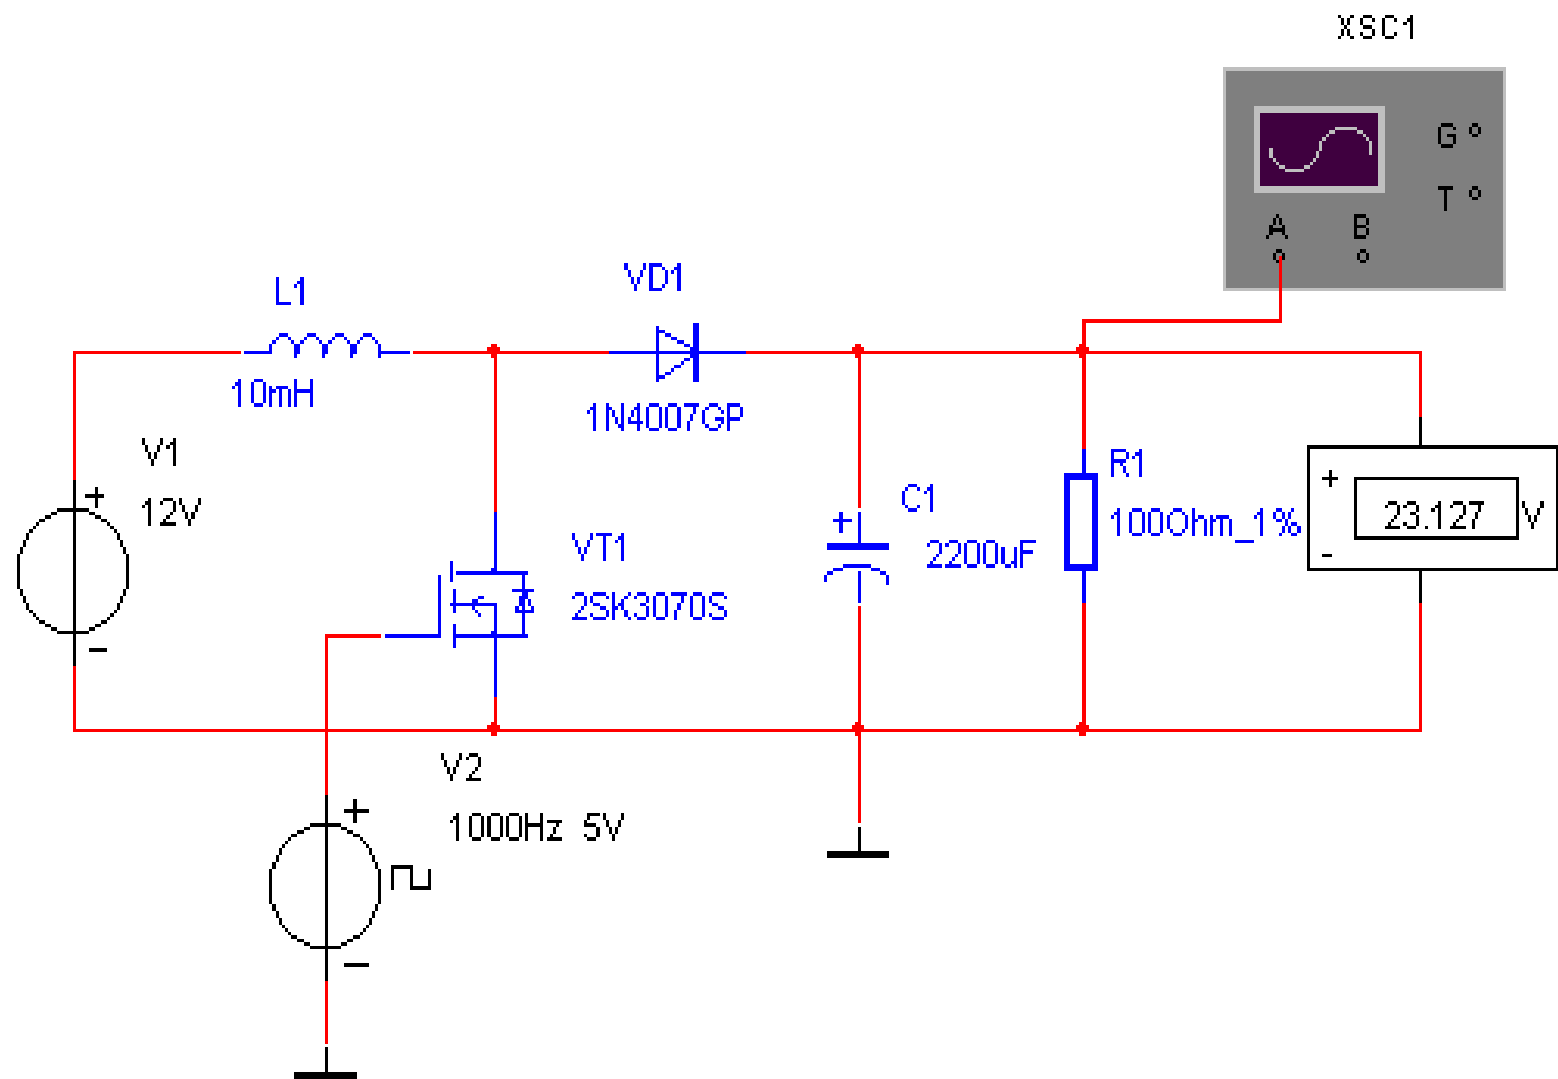 XSC1
G
T
A B
VD1
L1
10mH
1N4007GP
V1
12V
+
-
R1
100Ohm_1%
+
-
23.127 V
C1
+
2200uF
VT1
2SK3070S
V2
1000Hz 5V
+
-